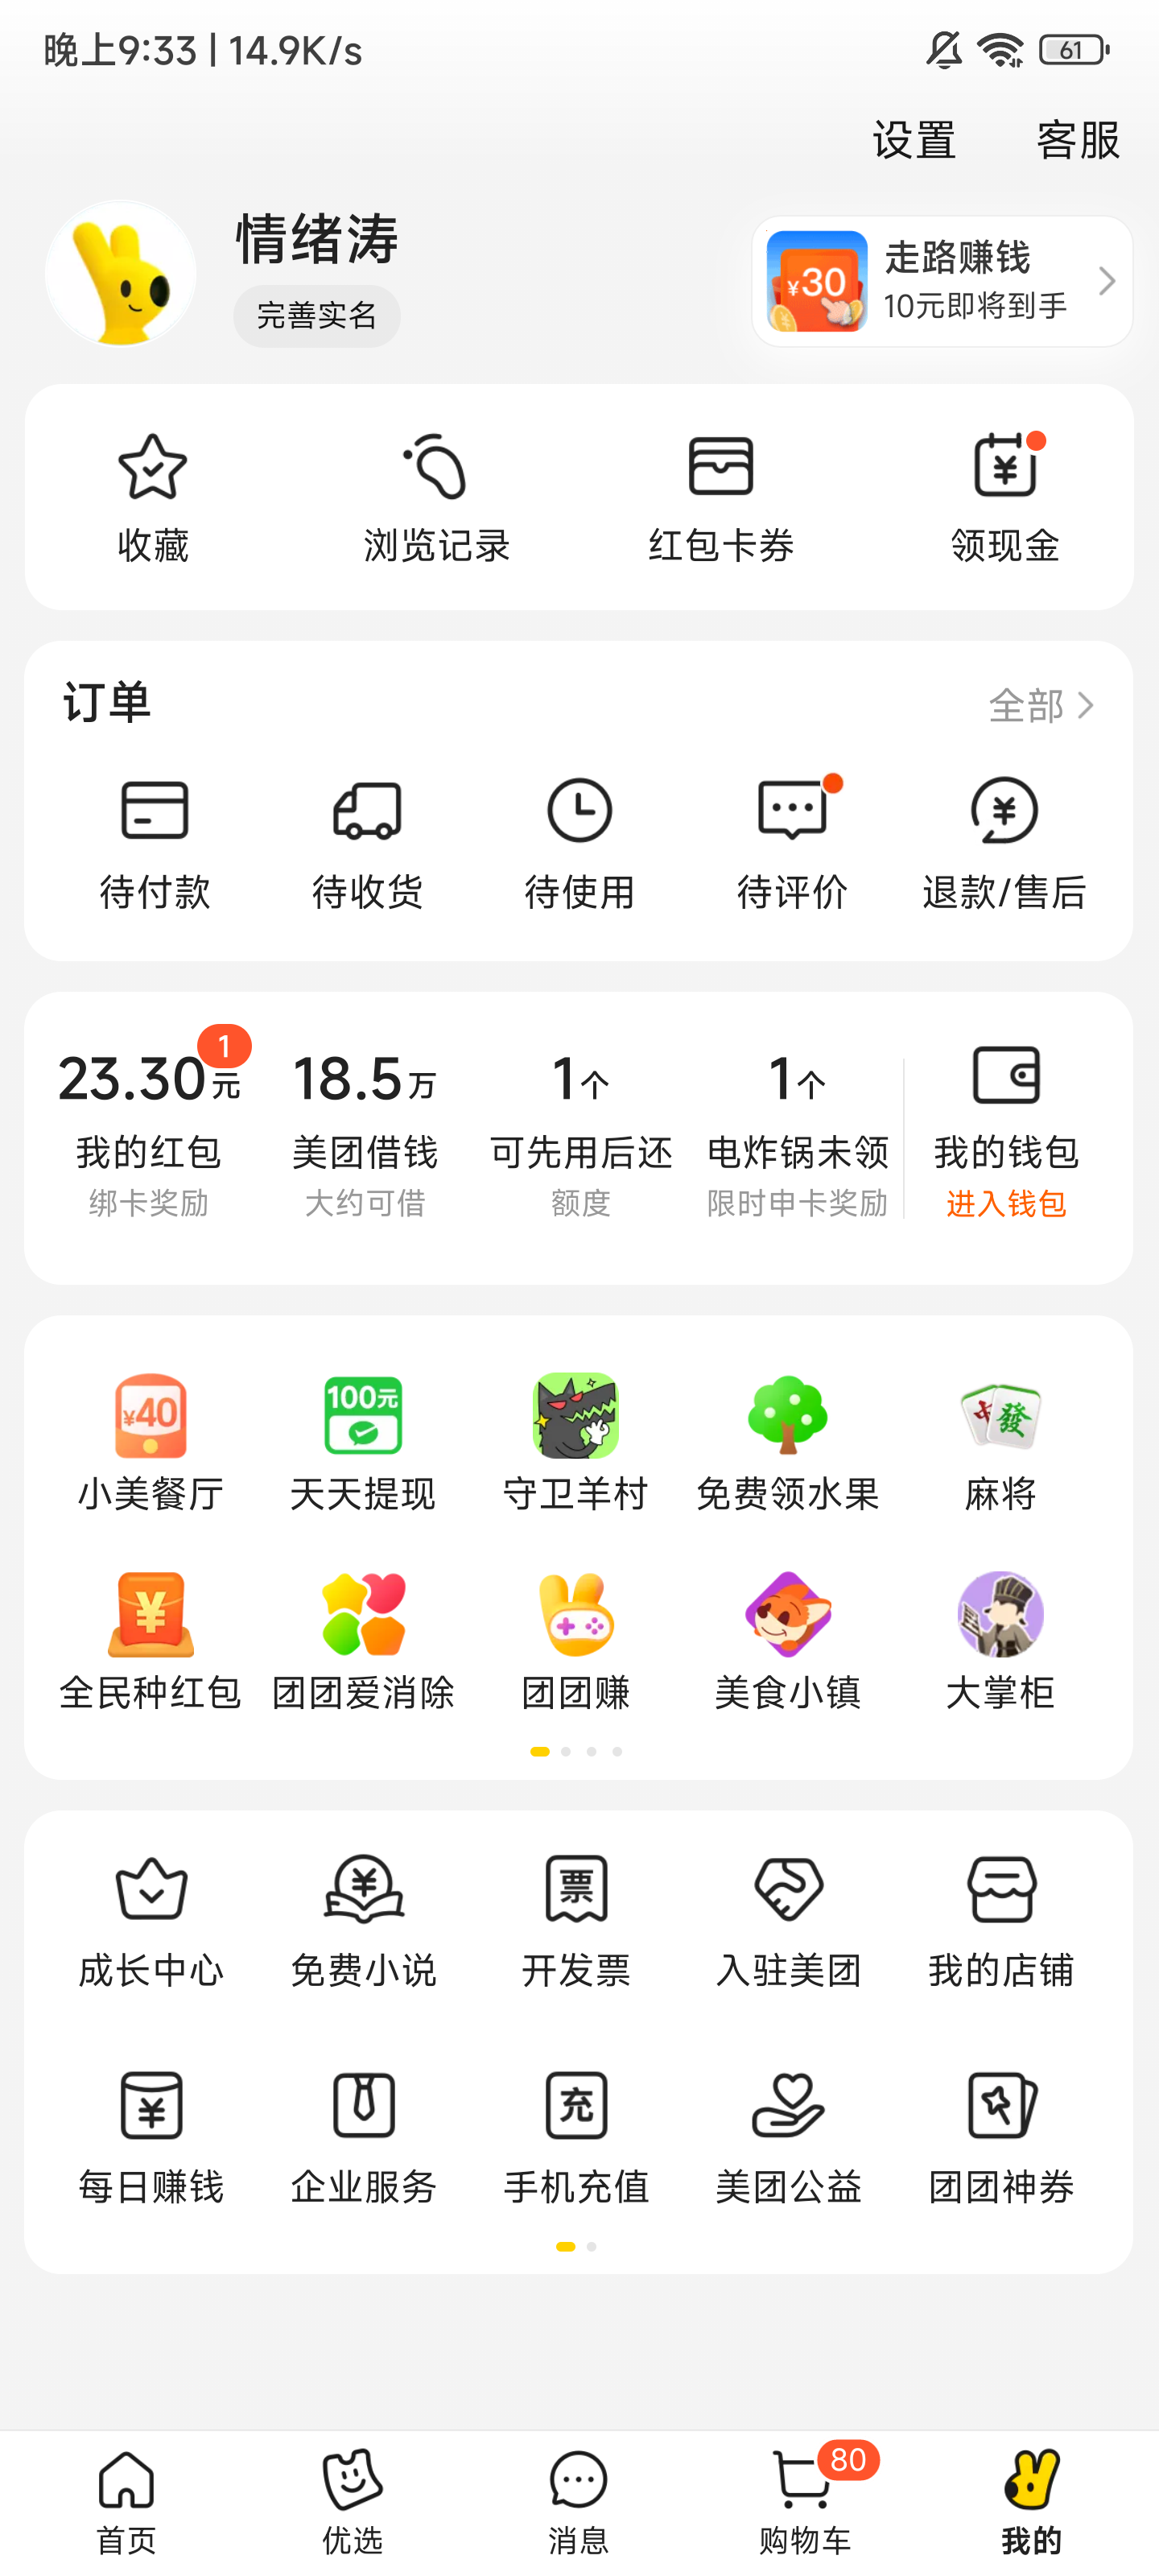 晚上9:33 | 14.9K/s
61
设置 客服
情绪涛
完善实名
¥30
走路赚钱
10元即将到手
收藏 浏览记录 红包卡券 领现金
订单 全部
待付款 待收货 待使用 待评价 退款/售后
1
23.30元 18.5万 1个 1个
我的红包 美团借钱 可先用后还 电炸锅未领 我的钱包
绑卡奖励 大约可借 额度 限时申卡奖励 进入钱包
¥40 100元 中 發
小美餐厅 天天提现 守卫羊村 免费领水果 麻将
¥
全民种红包 团团爱消除 团团赚 美食小镇 大掌柜
¥ 票
成长中心 免费小说 开发票 入驻美团 我的店铺
¥ 充
每日赚钱 企业服务 手机充值 美团公益 团团神券
80
首页 优选 消息 购物车 我的